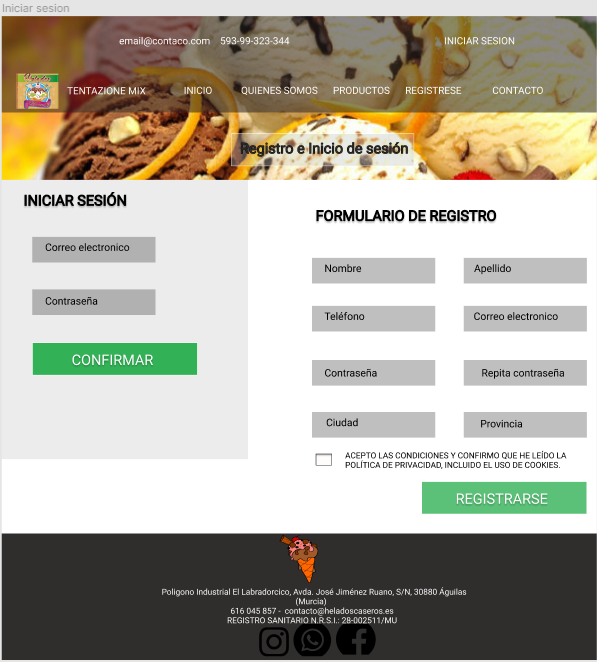 Iniciar sesion
email@contaco.com 593-99-323-344 INICIAR SESION
TENTAZIONE MIX INICIO QUIENES SOMOS PRODUCTOS REGISTRESE CONTACTO
Registro e Inicio de sesión
INICIAR SESIÓN
Correo electronico
Contraseña
CONFIRMAR
FORMULARIO DE REGISTRO
Nombre Apellido
Teléfono Correo electronico
Contraseña Repita contraseña
Ciudad Provincia
ACEPTO LAS CONDICIONES Y CONFIRMO QUE HE LEÍDO LA
POLÍTICA DE PRIVACIDAD, INCLUIDO EL USO DE COOKIES.
REGISTRARSE
Poligono Industrial El Labradorcico, Avda. José Jiménez Ruano, S/N, 30880 Águilas
(Murcia)
616 045 857 - contacto@heladoscaseros.es
REGISTRO SANITARIO N.R.S.I.: 28-002511/MU